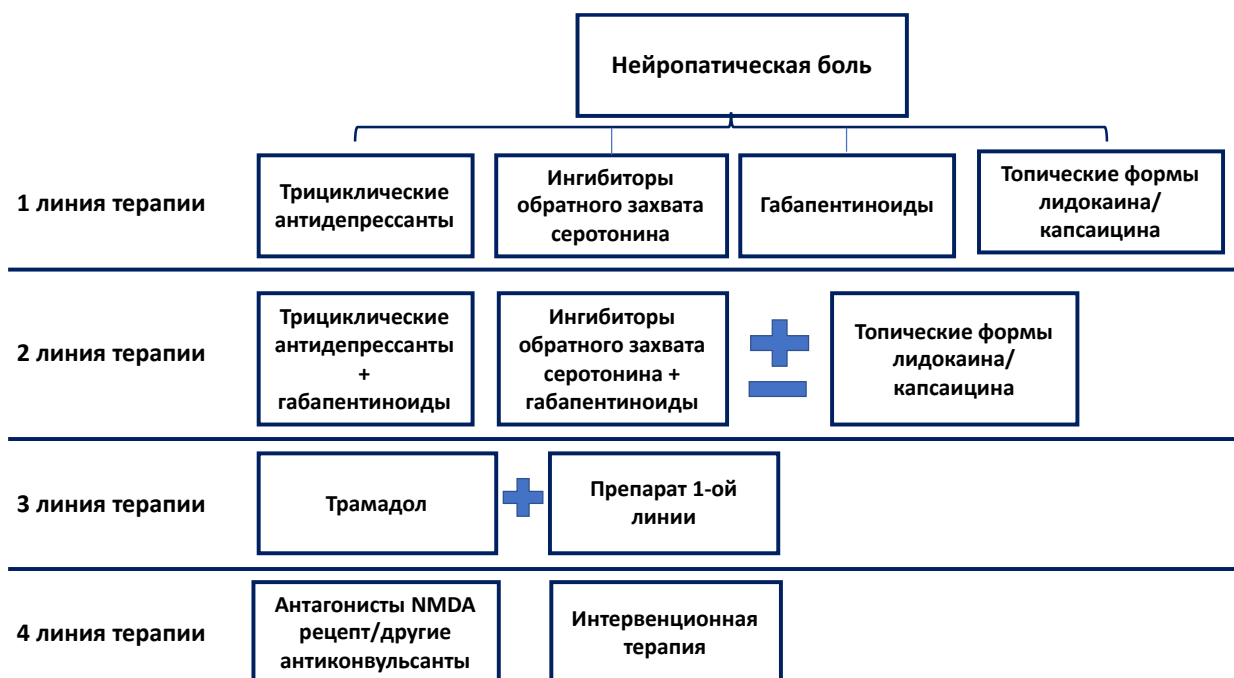 Нейропатическая боль
1 линия терапии
Трициклические
антидепрессанты
Ингибиторы
обратного захвата
серотонина
Габапентиноиды
Топические формы
лидокаина/
капсаицина
2 линия терапии
Трициклические
антидепрессанты
+
габапентиноиды
Ингибиторы
обратного захвата
серотонина +
габапентиноиды
Топические формы
лидокаина/
капсаицина
3 линия терапии
Трамадол
Препарат 1-ой
линии
4 линия терапии
Антагонисты NMDA
рецепт/другие
антиконвульсанты
Интервенционная
терапия